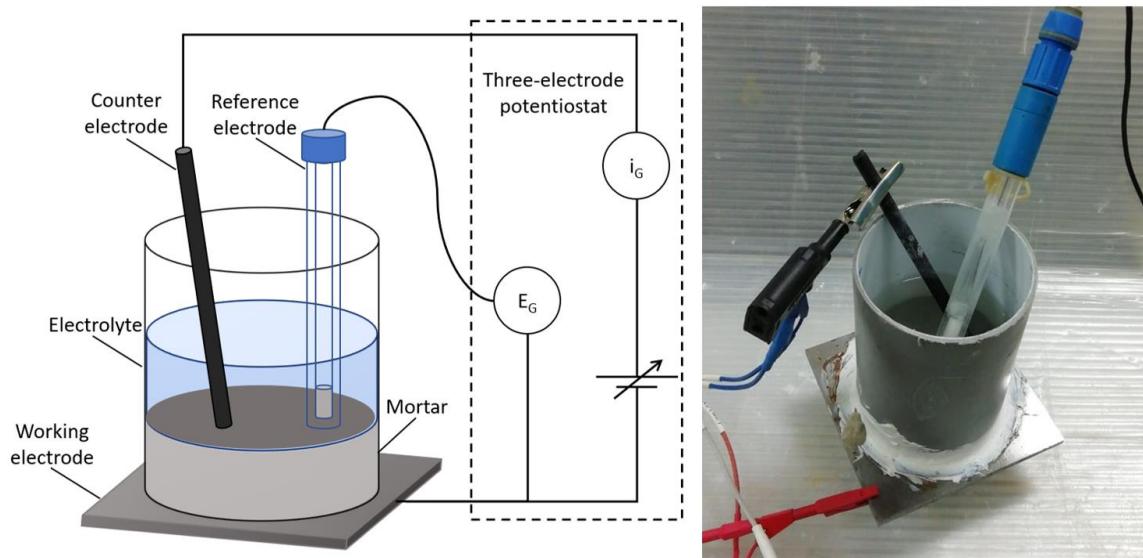 Counter
electrode
Reference
electrode
Three-electrode
potentiostat
i_G
E_G
Electrolyte
Mortar
Working
electrode